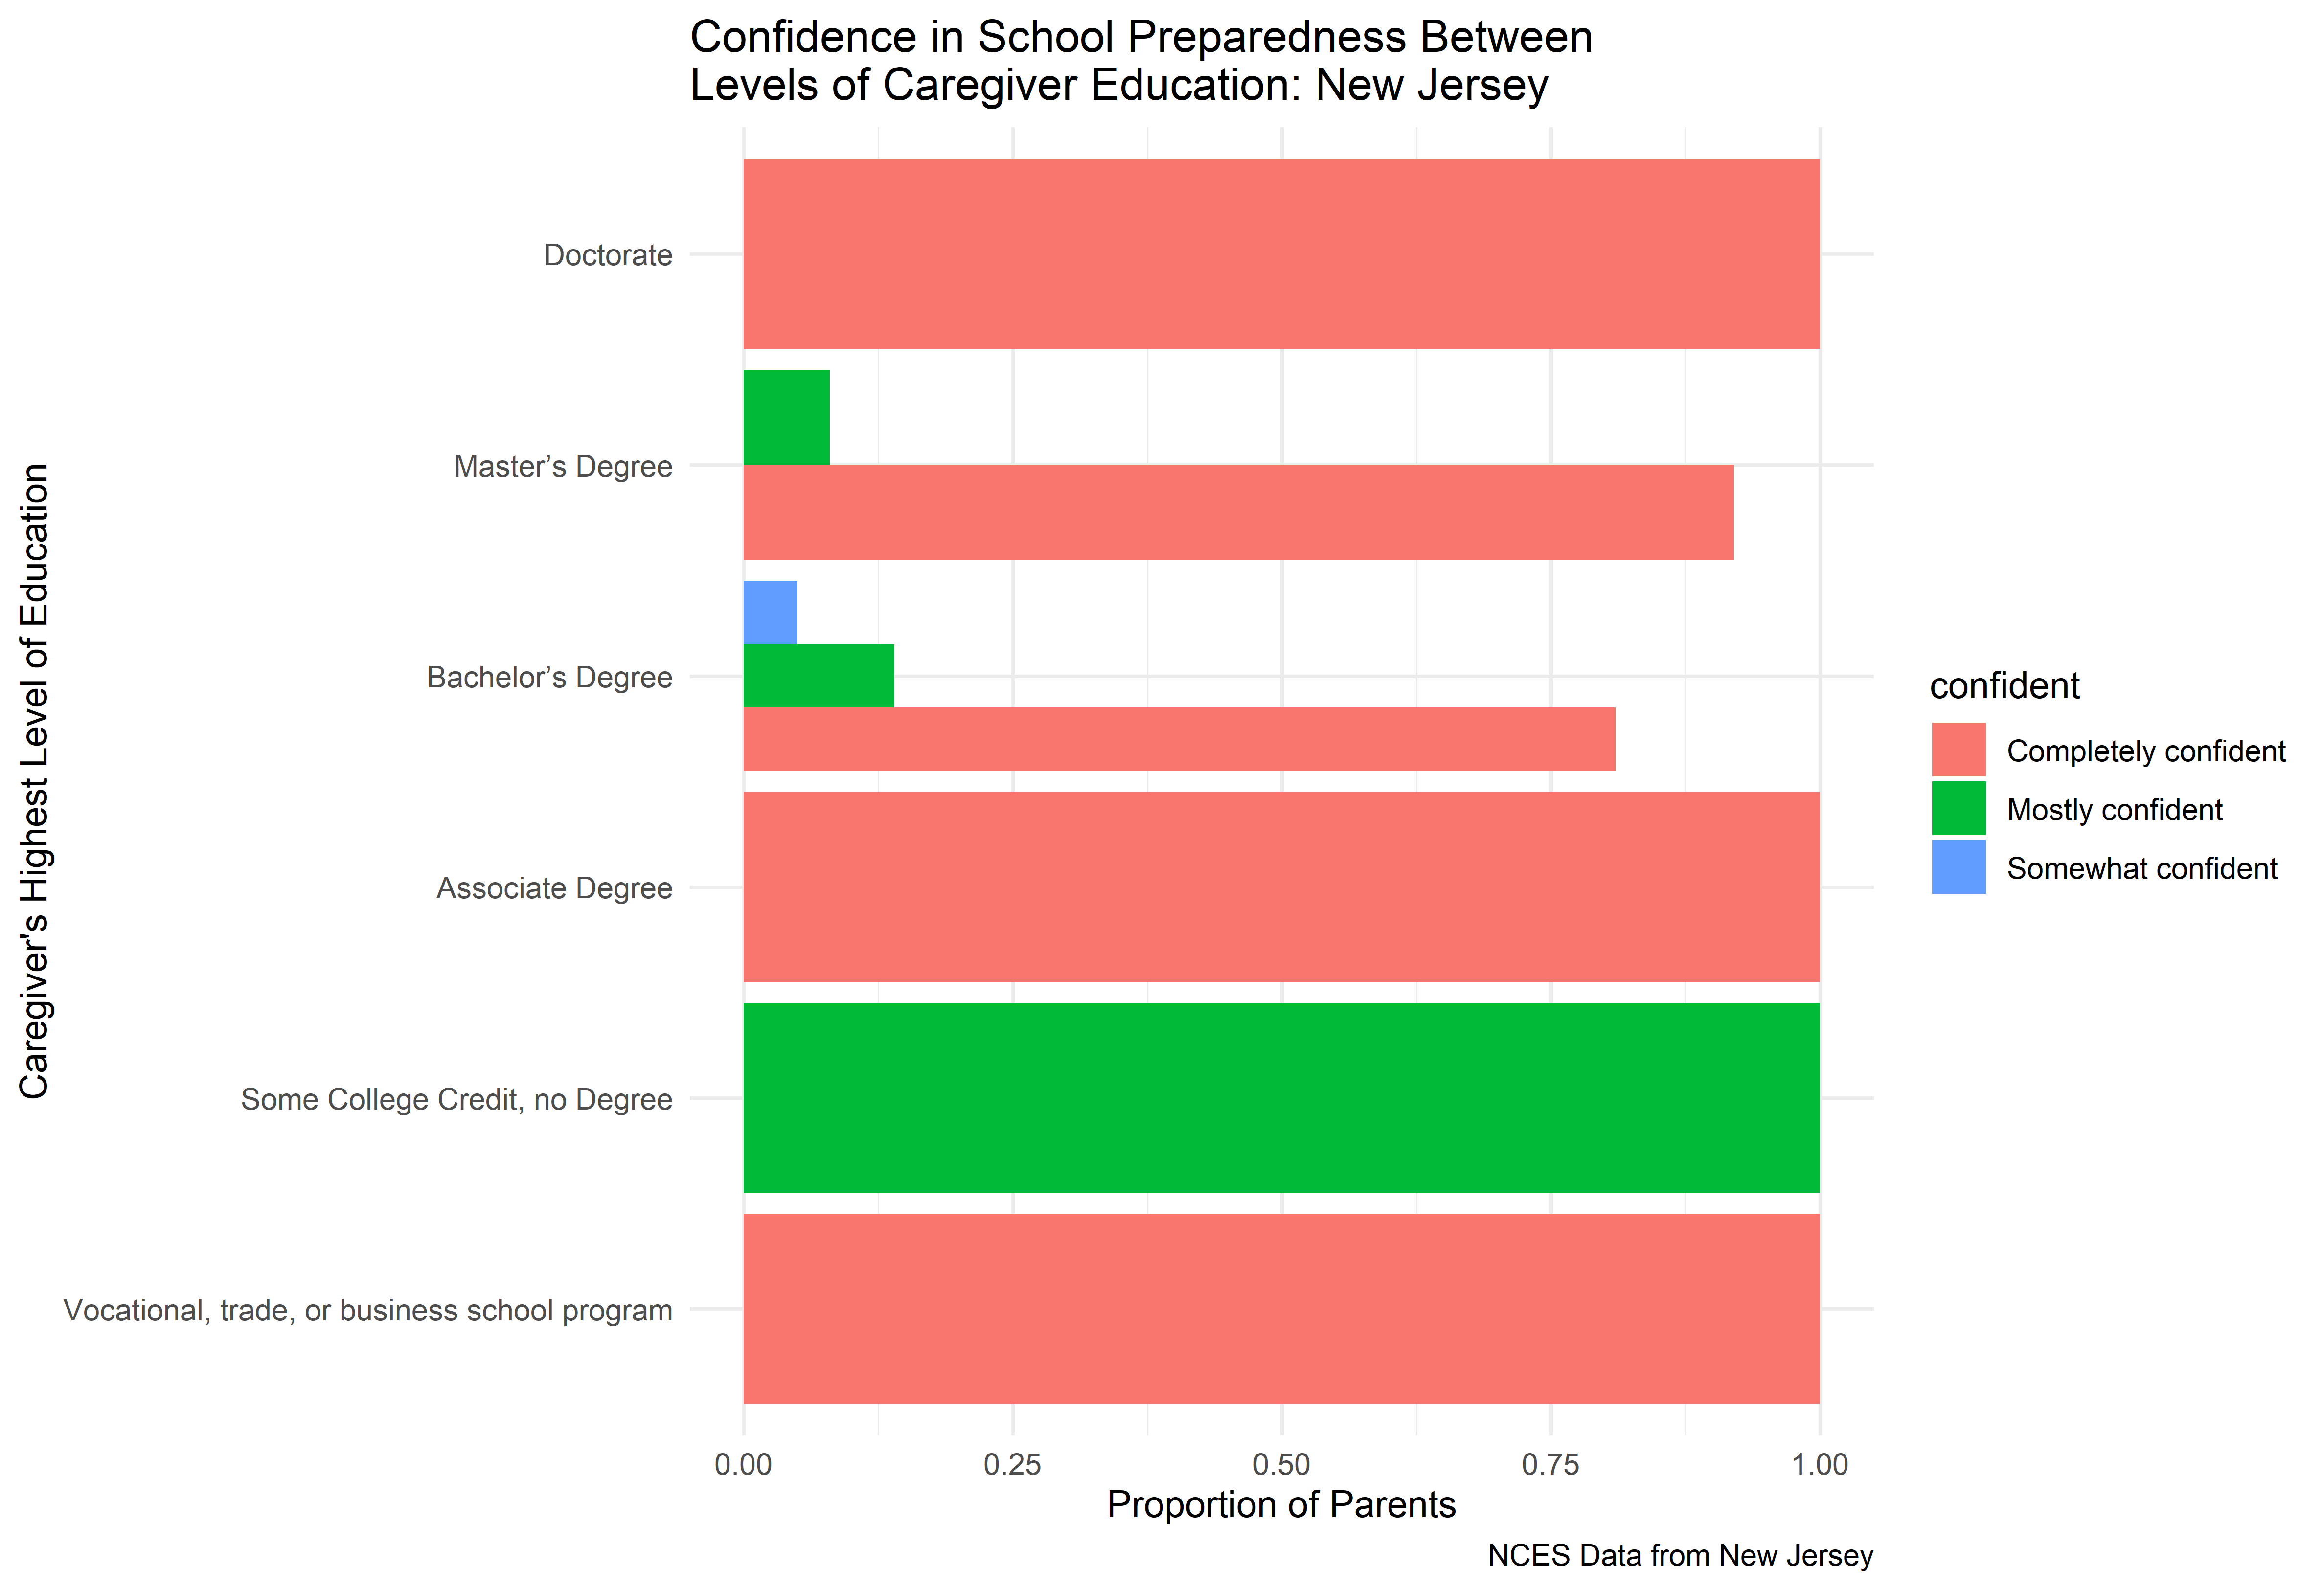 Confidence in School Preparedness Between
Levels of Caregiver Education: New Jersey
Caregiver's Highest Level of Education
Doctorate
Master’s Degree
Bachelor’s Degree
Associate Degree
Some College Credit, no Degree
Vocational, trade, or business school program
0.00
0.25
0.50
0.75
1.00
Proportion of Parents
confident
Completely confident
Mostly confident
Somewhat confident
NCES Data from New Jersey